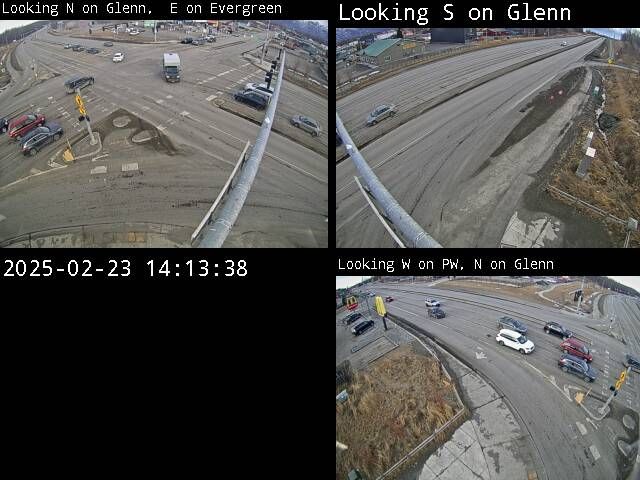 Looking N on Glenn,  E on Evergreen
Looking S on Glenn
2025-02-23 14:13:38
Looking W on PW, N on Glenn